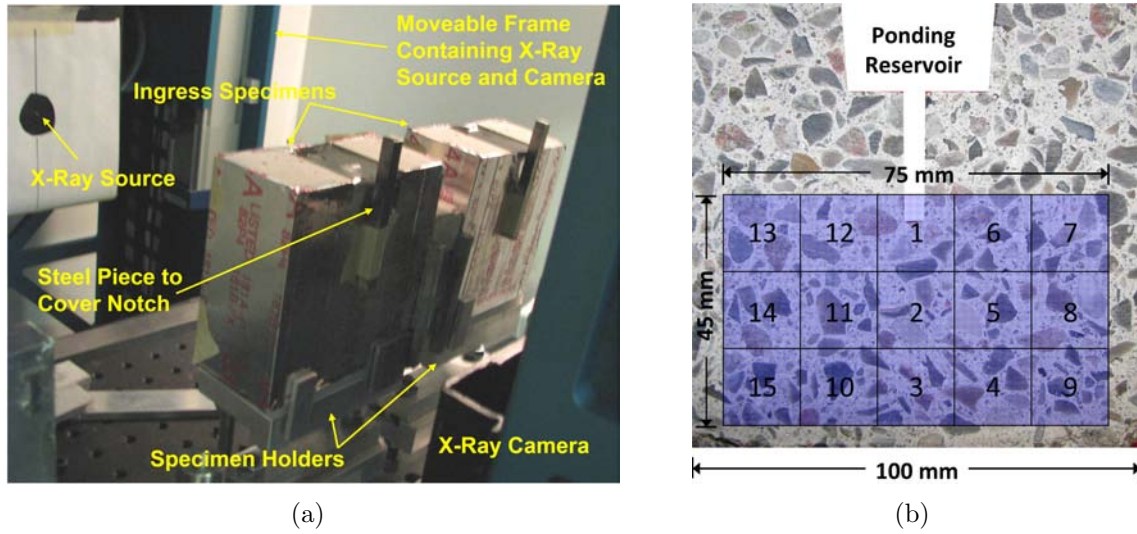 Moveable Frame
Containing X-Ray
Source and Camera
Ingress Specimens
X-Ray Source
Steel Piece to
Cover Notch
Specimen Holders
X-Ray Camera
(a)
Ponding
Reservoir
75 mm
45 mm
13 12 1 6 7
14 11 2 5 8
15 10 3 4 9
100 mm
(b)